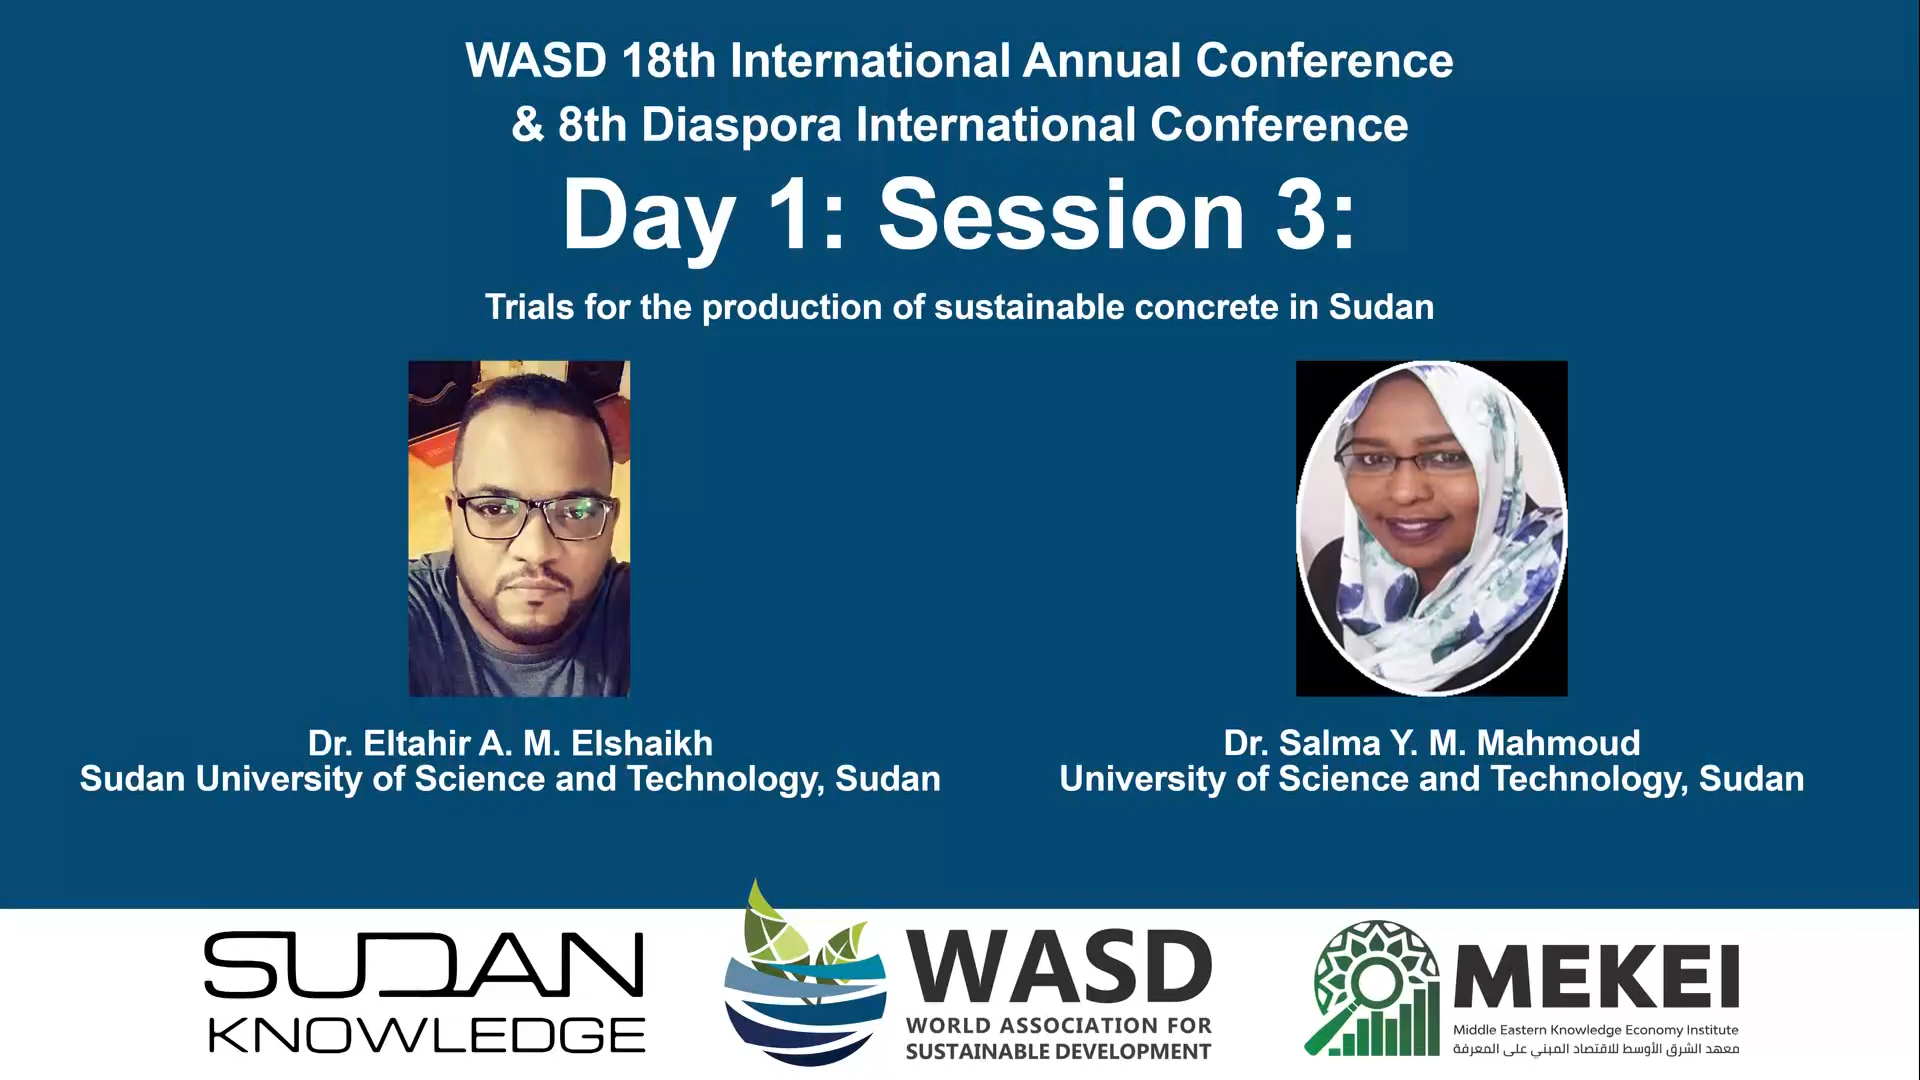 WASD 18th International Annual Conference
& 8th Diaspora International Conference
Day 1: Session 3:
Trials for the production of sustainable concrete in Sudan
Dr. Eltahir A. M. Elshaikh
Sudan University of Science and Technology, Sudan
Dr. Salma Y. M. Mahmoud
University of Science and Technology, Sudan
SUDAN
KNOWLEDGE
WASD
WORLD ASSOCIATION FOR
SUSTAINABLE DEVELOPMENT
MEKEI
Middle Eastern Knowledge Economy Institute
معهد الشرق الأوسط للاقتصاد المبني على المعرفة